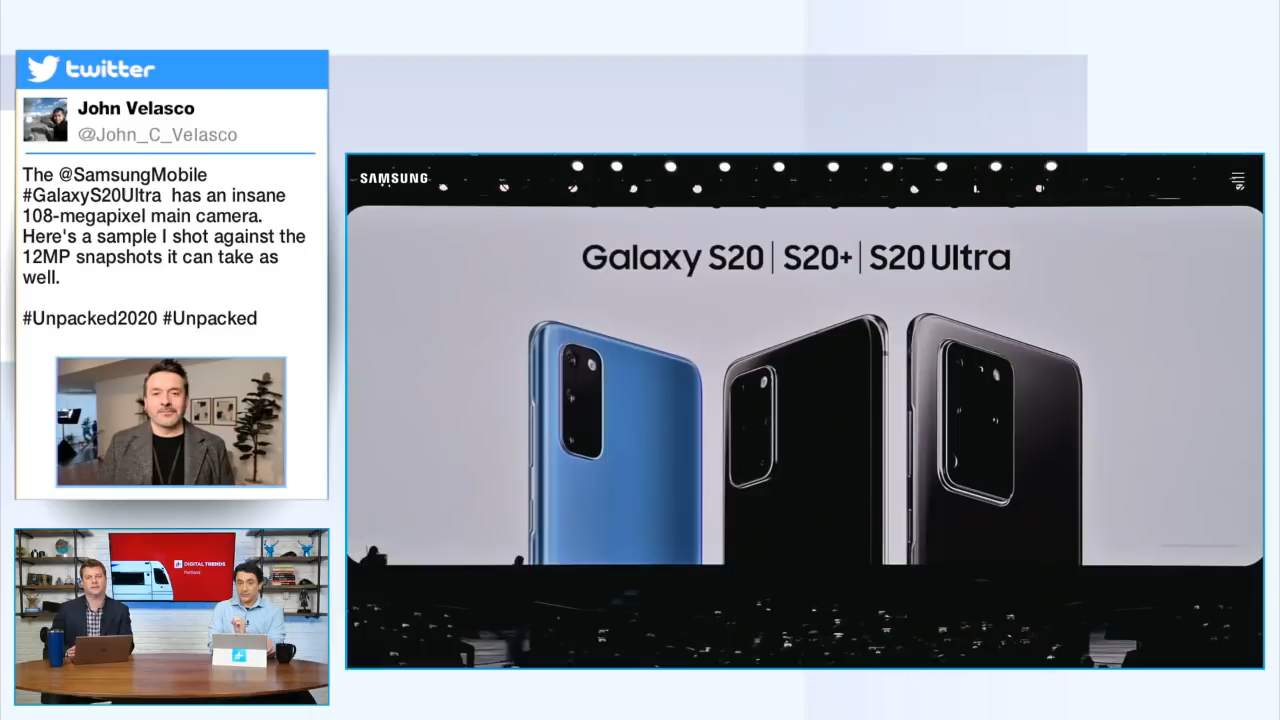 twitter
John Velasco
@John_C_Velasco
The @SamsungMobile
#GalaxyS20Ultra has an insane
108-megapixel main camera.
Here's a sample I shot against the
12MP snapshots it can take as
well.
#Unpacked2020 #Unpacked
SAMSUNG
Galaxy S20 | S20+ | S20 Ultra
DIGITAL TRENDS
Portland